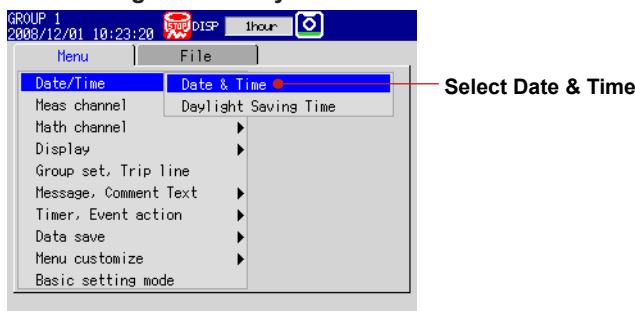 GROUP 1
2008/12/01 10:23:20 STOP DISP 1hour
Menu File
Date/Time Date & Time Select Date & Time
Meas channel Daylight Saving Time
Math channel
Display
Group set, Trip line
Message, Comment Text
Timer, Event action
Data save
Menu customize
Basic setting mode